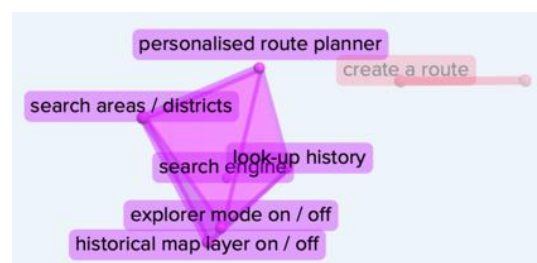 personalised route planner
create a route
search areas / districts
look-up history
search engine
explorer mode on / off
historical map layer on / off